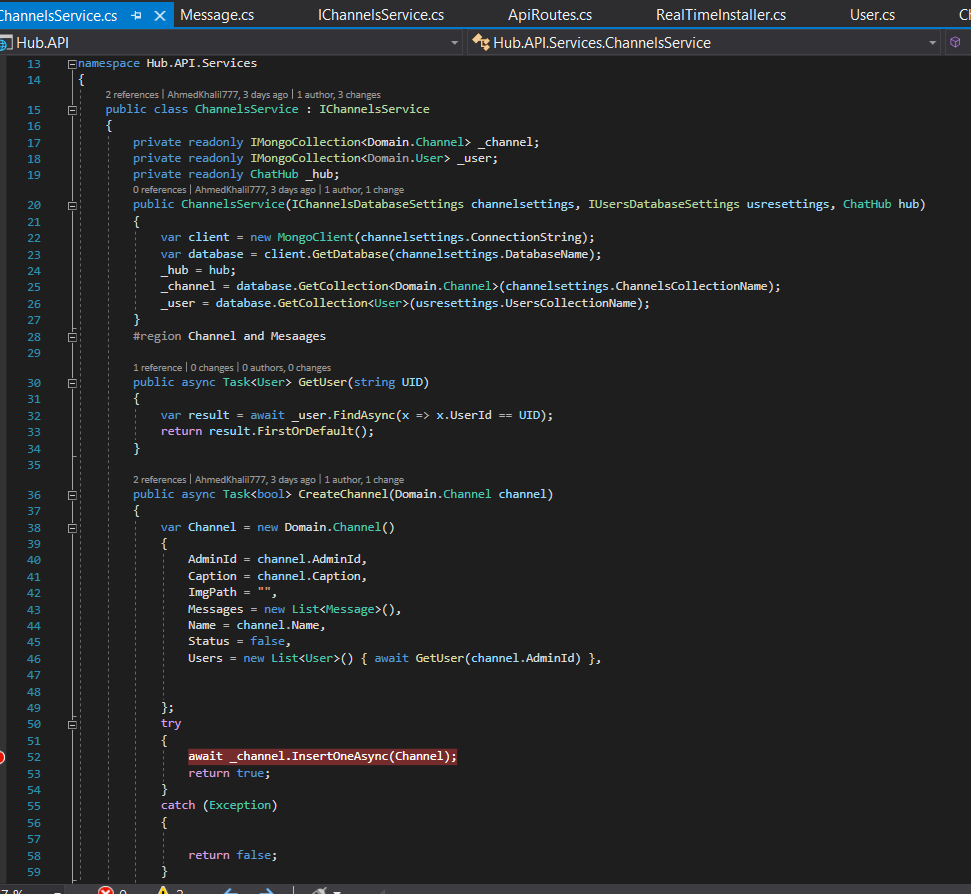 ChannelsService.cs Message.cs IChannelsService.cs ApiRoutes.cs RealTimeInstaller.cs User.cs
Hub.API Hub.API.Services.ChannelsService
13 namespace Hub.API.Services
14 {
2 references | AhmedKhalil777, 3 days ago | 1 author, 3 changes
15 public class ChannelsService : IChannelsService
16 {
17 private readonly IMongoCollection<Domain.Channel> _channel;
18 private readonly IMongoCollection<Domain.User> _user;
19 private readonly ChatHub _hub;
0 references | AhmedKhalil777, 3 days ago | 1 author, 1 change
20 public ChannelsService(IChannelsDatabaseSettings channelsettings, IUsersDatabaseSettings usresettings, ChatHub hub)
21 {
22 var client = new MongoClient(channelsettings.ConnectionString);
23 var database = client.GetDatabase(channelsettings.DatabaseName);
24 _hub = hub;
25 _channel = database.GetCollection<Domain.Channel>(channelsettings.ChannelsCollectionName);
26 _user = database.GetCollection<User>(usresettings.UsersCollectionName);
27 }
28 #region Channel and Mesaages
29
1 reference | 0 changes | 0 authors, 0 changes
30 public async Task<User> GetUser(string UID)
31 {
32 var result = await _user.FindAsync(x => x.UserId == UID);
33 return result.FirstOrDefault();
34 }
35
2 references | AhmedKhalil777, 3 days ago | 1 author, 1 change
36 public async Task<bool> CreateChannel(Domain.Channel channel)
37 {
38 var Channel = new Domain.Channel()
39 {
40 AdminId = channel.AdminId,
41 Caption = channel.Caption,
42 ImgPath = "",
43 Messages = new List<Message>(),
44 Name = channel.Name,
45 Status = false,
46 Users = new List<User>() { await GetUser(channel.AdminId) },
47
48
49 };
50 try
51 {
52 await _channel.InsertOneAsync(Channel);
53 return true;
54 }
55 catch (Exception)
56 {
57
58 return false;
59 }